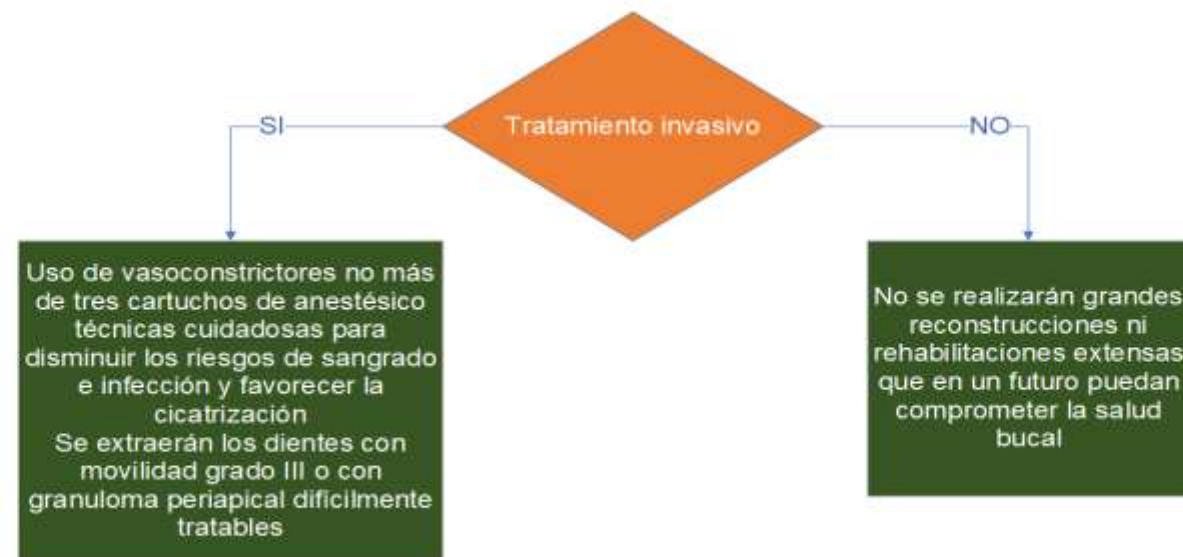 Tratamiento invasivo
SI
NO
Uso de vasoconstrictores no más
de tres cartuchos de anestésico
técnicas cuidadosas para
disminuir los riesgos de sangrado
e infección y favorecer la
cicatrización
Se extraerán los dientes con
movilidad grado III o con
granuloma periapical dificilmente
tratables
No se realizarán grandes
reconstrucciones ni
rehabilitaciones extensas
que en un futuro puedan
comprometer la salud
bucal